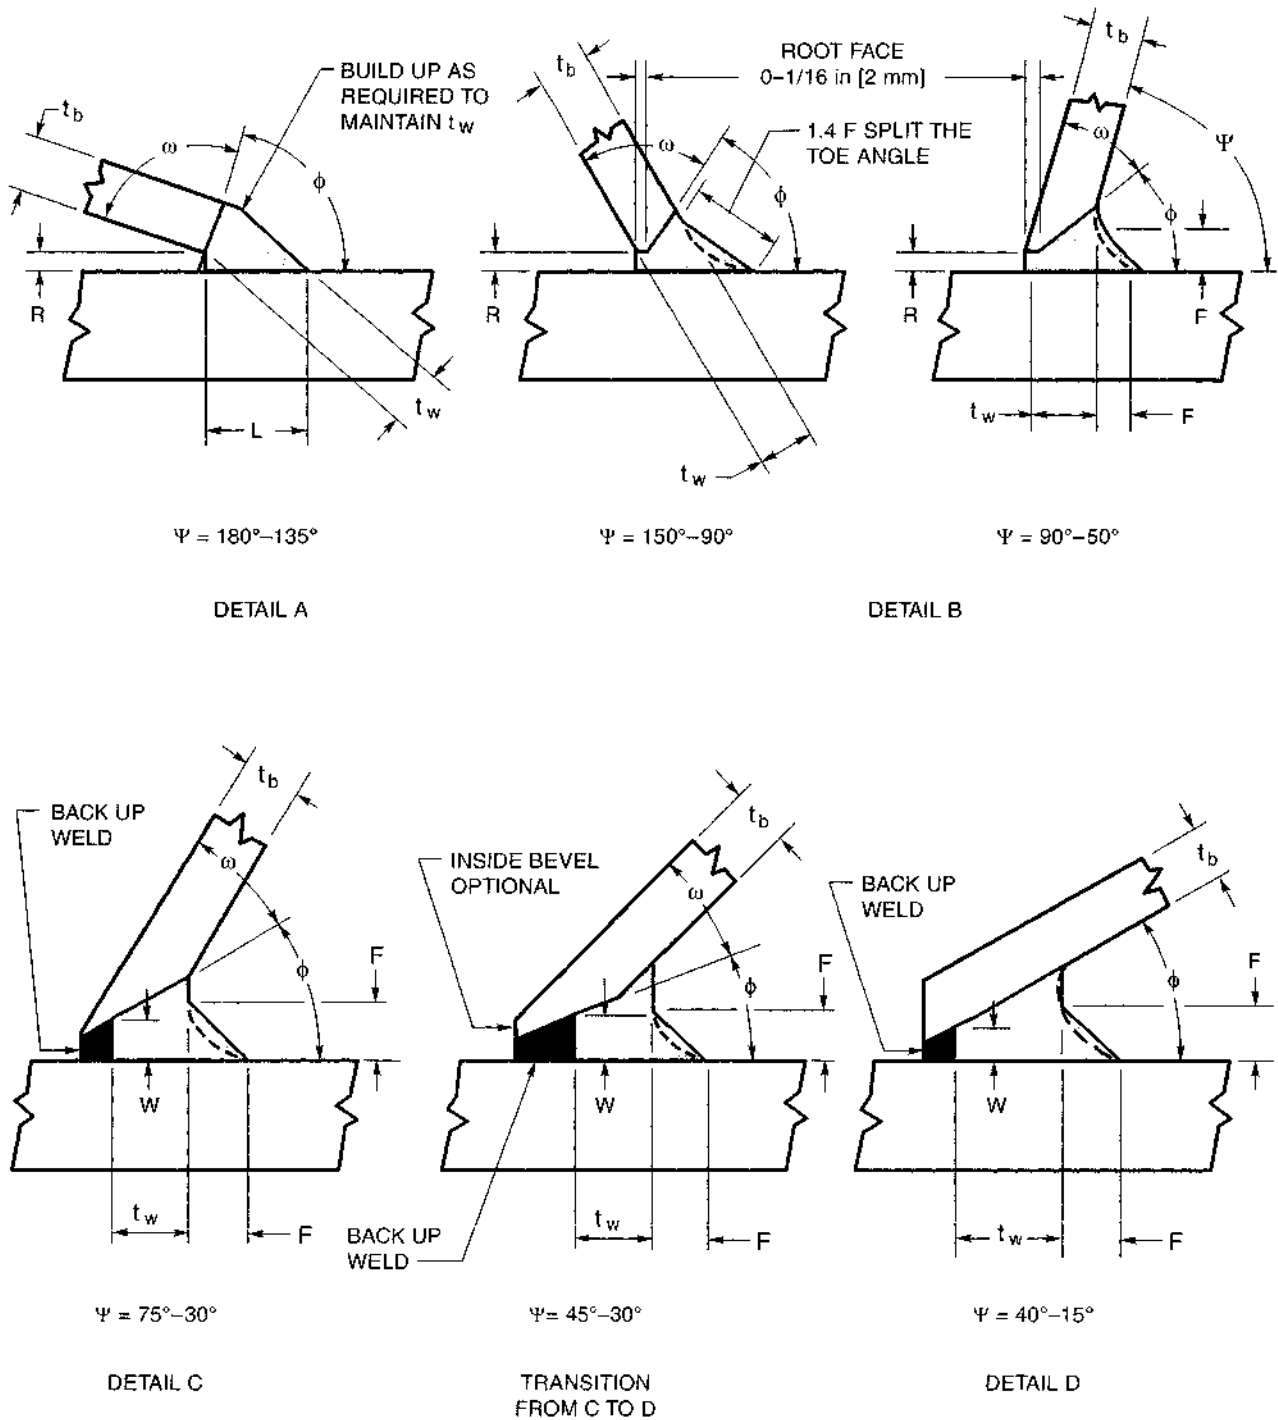 BUILD UP AS
REQUIRED TO
MAINTAIN tw
tb
ω
ϕ
R
L
tw
Ψ = 180°–135°
DETAIL A
ROOT FACE
0–1/16 in [2 mm]
tb
ω
1.4 F SPLIT THE
TOE ANGLE
ϕ
R
tw
Ψ = 150°–90°
tb
ω
Ψ
ϕ
R
F
tw
F
Ψ = 90°–50°
DETAIL B
BACK UP
WELD
tb
ω
F
ϕ
W
tw
F
Ψ = 75°–30°
DETAIL C
INSIDE BEVEL
OPTIONAL
tb
ω
F
ϕ
W
BACK UP
WELD
tw
F
Ψ= 45°–30°
TRANSITION
FROM C TO D
BACK UP
WELD
tb
F
ϕ
W
tw
F
Ψ = 40°–15°
DETAIL D